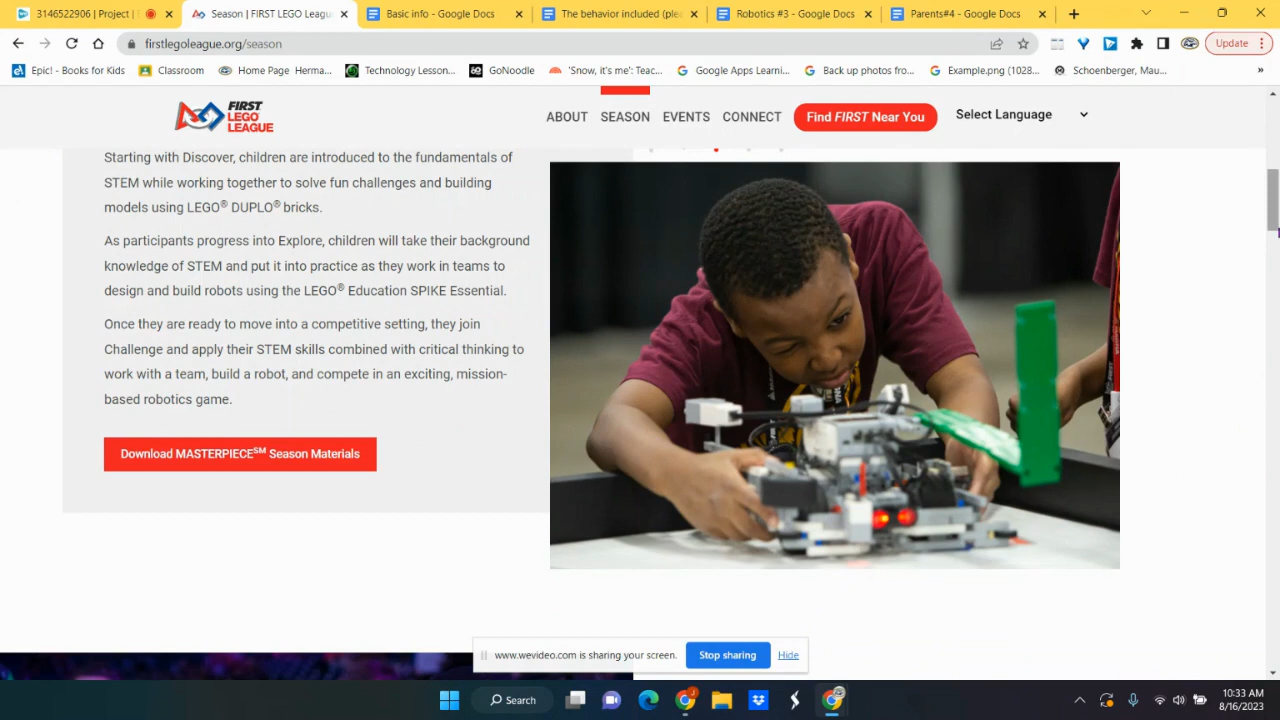 3146522906 | Project |
Season | FIRST LEGO Leagu
Basic info - Google Docs
The behavior included (plea
Robotics #3 - Google Docs
Parents#4 - Google Docs
firstlegoleague.org/season
Update
Epic! - Books for Kids
Classroom
Home Page Herma...
Technology Lesson...
GoNoodle
'Snow, it's me': Teac...
Google Apps Learni...
Back up photos fro...
Example.png (1028...
Schoenberger, Mau...
»
FIRST
LEGO
LEAGUE
ABOUT
SEASON
EVENTS
CONNECT
Find FIRST Near You
Select Language
Starting with Discover, children are introduced to the fundamentals of
STEM while working together to solve fun challenges and building
models using LEGO® DUPLO® bricks.
As participants progress into Explore, children will take their background
knowledge of STEM and put it into practice as they work in teams to
design and build robots using the LEGO® Education SPIKE Essential.
Once they are ready to move into a competitive setting, they join
Challenge and apply their STEM skills combined with critical thinking to
work with a team, build a robot, and compete in an exciting, mission-
based robotics game.
Download MASTERPIECE℠ Season Materials
www.wevideo.com is sharing your screen.
Stop sharing
Hide
Search
10:33 AM
8/16/2023